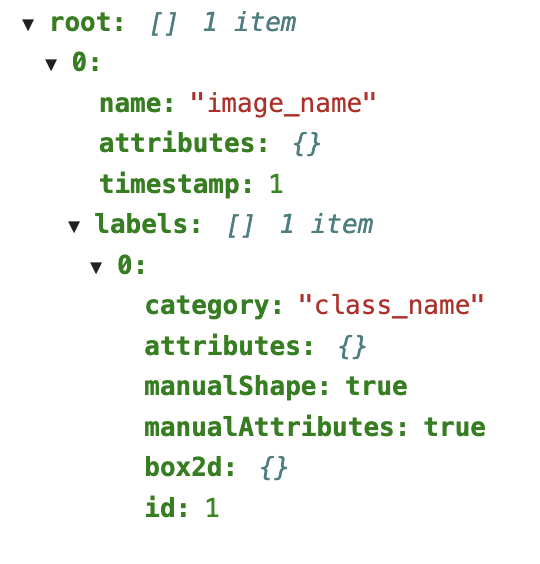 ▼ root: [] 1 item
▼ 0:
name: "image_name"
attributes: {}
timestamp: 1
▼ labels: [] 1 item
▼ 0:
category: "class_name"
attributes: {}
manualShape: true
manualAttributes: true
box2d: {}
id: 1